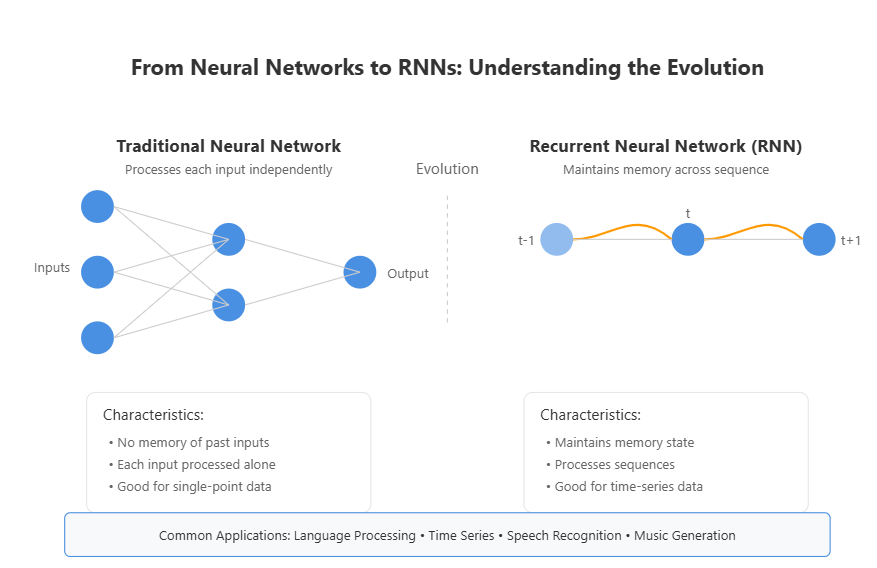 From Neural Networks to RNNs: Understanding the Evolution
Traditional Neural Network
Processes each input independently
Evolution
Recurrent Neural Network (RNN)
Maintains memory across sequence
Inputs
Output
t-1
t
t+1
Characteristics:
• No memory of past inputs
• Each input processed alone
• Good for single-point data
Characteristics:
• Maintains memory state
• Processes sequences
• Good for time-series data
Common Applications: Language Processing • Time Series • Speech Recognition • Music Generation